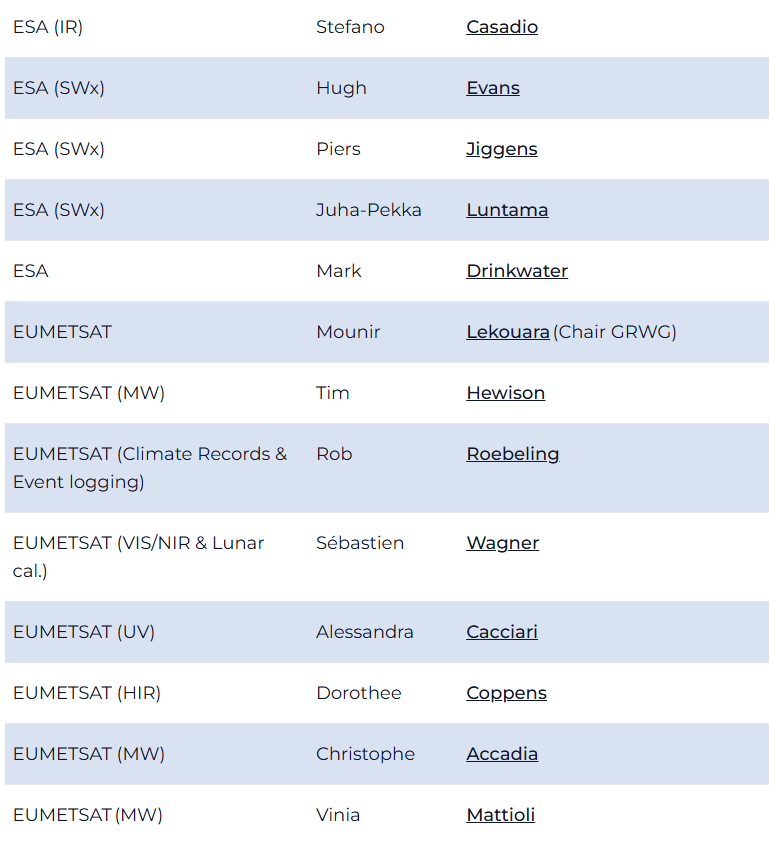 ESA (IR) Stefano Casadio
ESA (SWx) Hugh Evans
ESA (SWx) Piers Jiggens
ESA (SWx) Juha-Pekka Luntama
ESA Mark Drinkwater
EUMETSAT Mounir Lekouara (Chair GRWG)
EUMETSAT (MW) Tim Hewison
EUMETSAT (Climate Records & Rob Roebeling
Event logging)
EUMETSAT (VIS/NIR & Lunar Sébastien Wagner
cal.)
EUMETSAT (UV) Alessandra Cacciari
EUMETSAT (HIR) Dorothee Coppens
EUMETSAT (MW) Christophe Accadia
EUMETSAT (MW) Vinia Mattioli